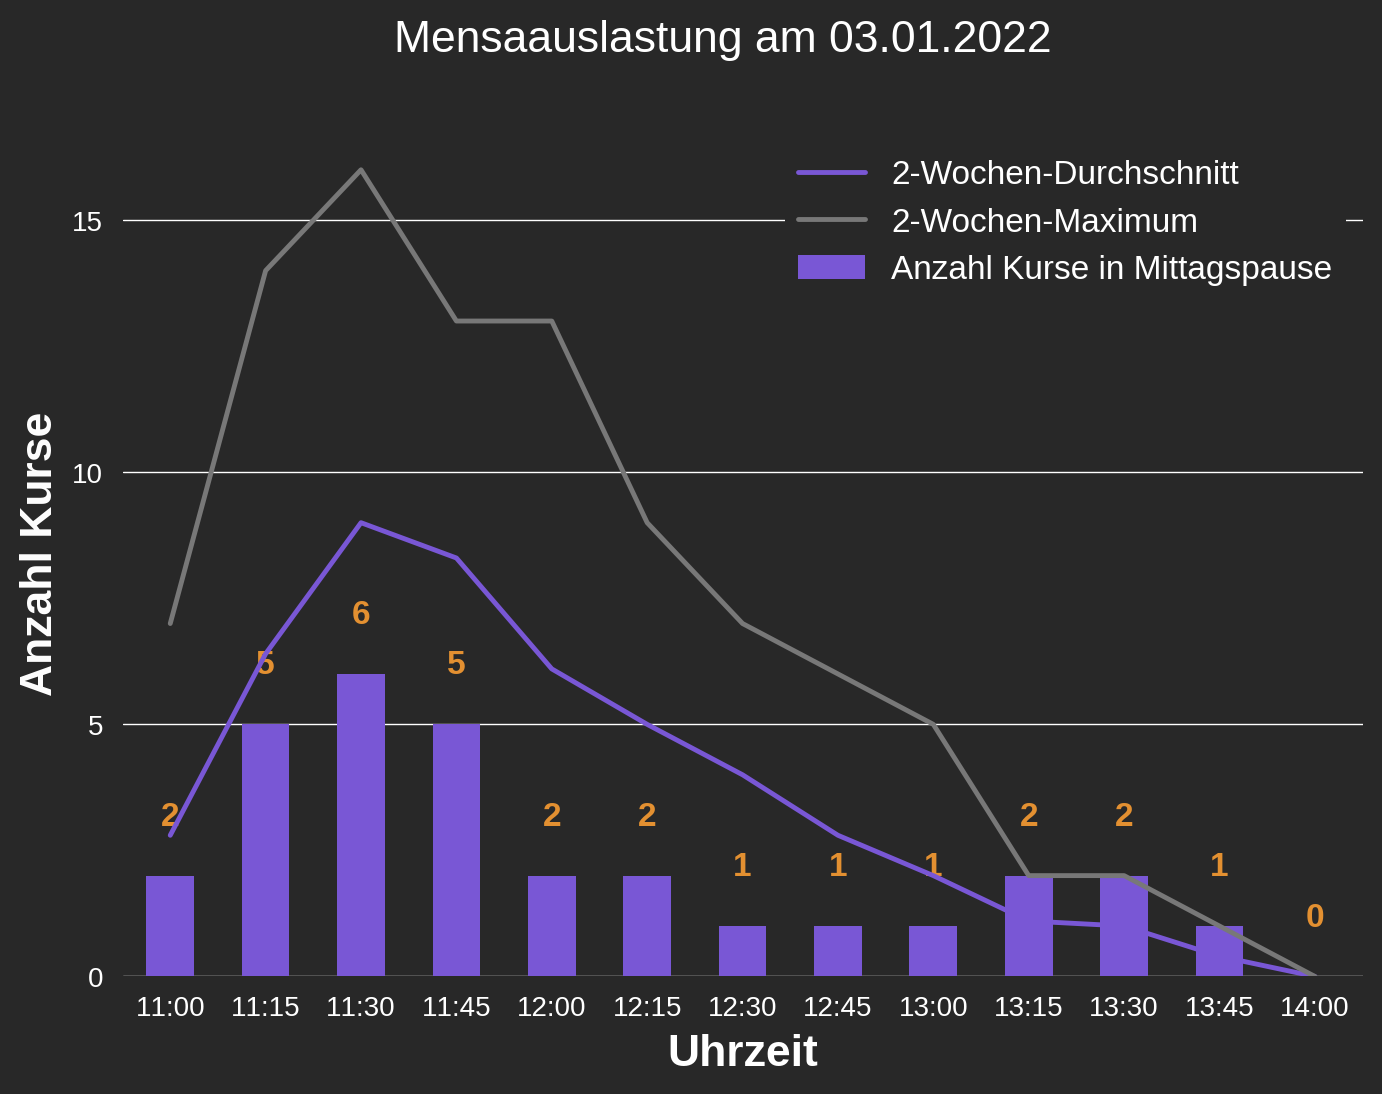 Mensaauslastung am 03.01.2022
2-Wochen-Durchschnitt
2-Wochen-Maximum
Anzahl Kurse in Mittagspause
Anzahl Kurse
15
10
5
0
2
5
6
5
2
2
1
1
1
2
2
1
0
11:00 11:15 11:30 11:45 12:00 12:15 12:30 12:45 13:00 13:15 13:30 13:45 14:00
Uhrzeit